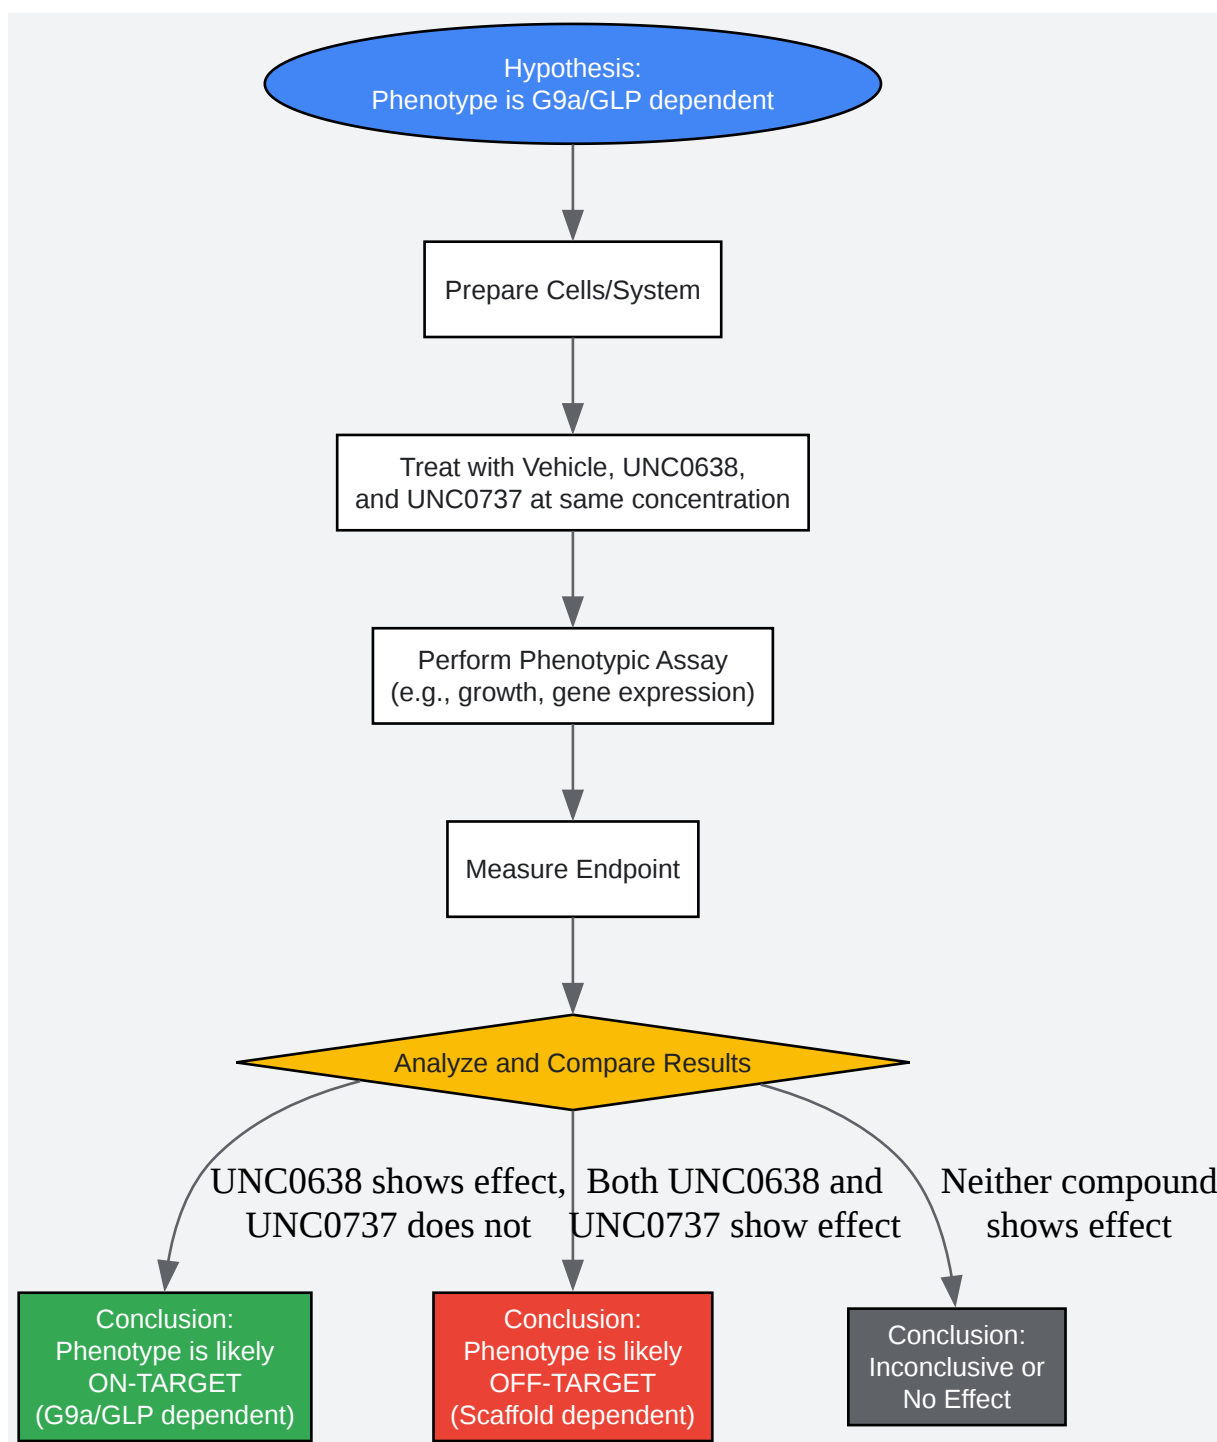 Hypothesis:
Phenotype is G9a/GLP dependent
Prepare Cells/System
Treat with Vehicle, UNC0638,
and UNC0737 at same concentration
Perform Phenotypic Assay
(e.g., growth, gene expression)
Measure Endpoint
Analyze and Compare Results
UNC0638 shows effect,
UNC0737 does not
Both UNC0638 and
UNC0737 show effect
Neither compound
shows effect
Conclusion:
Phenotype is likely
ON-TARGET
(G9a/GLP dependent)
Conclusion:
Phenotype is likely
OFF-TARGET
(Scaffold dependent)
Conclusion:
Inconclusive or
No Effect